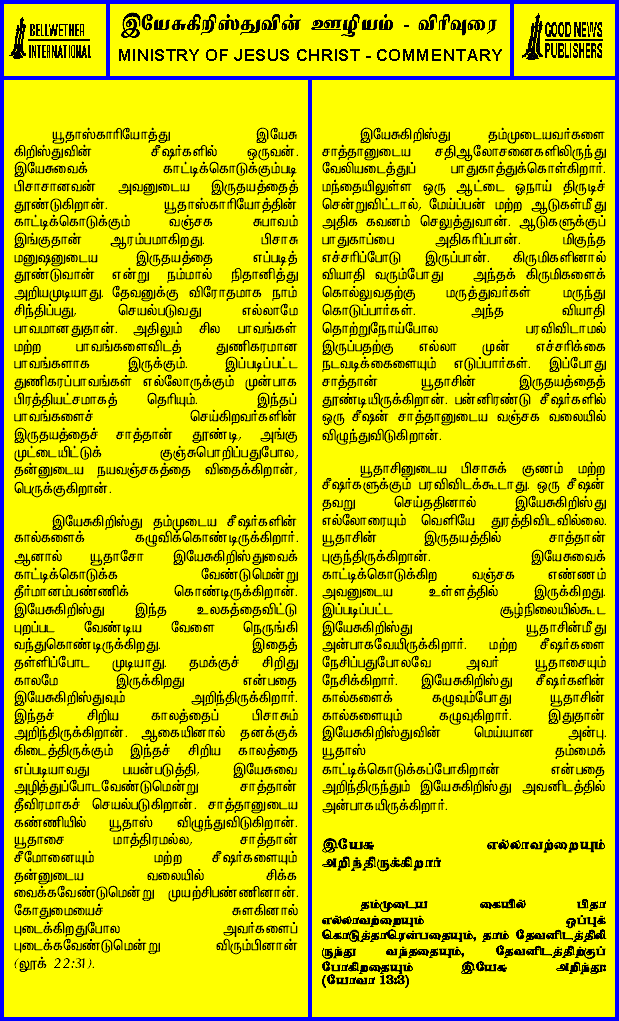 BELLWETHER
INTERNATIONAL
இயேசுகிறிஸ்துவின் ஊழியம் - விரிவுரை
MINISTRY OF JESUS CHRIST - COMMENTARY
GOOD NEWS
PUBLISHERS
யூதாஸ்காரியோத்து இயேசு
கிறிஸ்துவின் சீஷர்களில் ஒருவன்.
இயேசுவைக் காட்டிக்கொடுக்கும்படி
பிசாசானவன் அவனுடைய இருதயத்தைத்
தூண்டுகிறான். யூதாஸ்காரியோத்தின்
காட்டிக்கொடுக்கும் வஞ்சக சுபாவம்
இங்குதான் ஆரம்பமாகிறது. பிசாசு
மனுஷனுடைய இருதயத்தை எப்படித்
தூண்டுவான் என்று நம்மால் நிதானித்து
அறியமுடியாது. தேவனுக்கு விரோதமாக நாம்
சிந்திப்பது, செயல்படுவது எல்லாமே
பாவமானதுதான். அதிலும் சில பாவங்கள்
மற்ற பாவங்களைவிடத் துணிகரமான
பாவங்களாக இருக்கும். இப்படிப்பட்ட
துணிகரப்பாவங்கள் எல்லோருக்கும் முன்பாக
பிரத்தியட்சமாகத் தெரியும். இந்தப்
பாவங்களைச் செய்கிறவர்களின்
இருதயத்தைச் சாத்தான் தூண்டி, அங்கு
முட்டையிட்டுக் குஞ்சுபொறிப்பதுபோல,
தன்னுடைய நயவஞ்சகத்தை விதைக்கிறான்,
பெருக்குகிறான்.
இயேசுகிறிஸ்து தம்முடைய சீஷர்களின்
கால்களைக் கழுவிக்கொண்டிருக்கிறார்.
ஆனால் யூதாசோ இயேசுகிறிஸ்துவைக்
காட்டிக்கொடுக்க வேண்டுமென்று
தீர்மானம்பண்ணிக் கொண்டிருக்கிறான்.
இயேசுகிறிஸ்து இந்த உலகத்தைவிட்டு
புறப்பட வேண்டிய வேளை நெருங்கி
வந்துகொண்டிருக்கிறது. இதைத்
தள்ளிப்போட முடியாது. தமக்குச் சிறிது
காலமே இருக்கிறது என்பதை
இயேசுகிறிஸ்துவும் அறிந்திருக்கிறார்.
இந்தச் சிறிய காலத்தைப் பிசாசும்
அறிந்திருக்கிறான். ஆகையினால் தனக்குக்
கிடைத்திருக்கும் இந்தச் சிறிய காலத்தை
எப்படியாவது பயன்படுத்தி, இயேசுவை
அழித்துப்போடவேண்டுமென்று சாத்தான்
தீவிரமாகச் செயல்படுகிறான். சாத்தானுடைய
கண்ணியில் யூதாஸ் விழுந்துவிடுகிறான்.
யூதாசை மாத்திரமல்ல, சாத்தான்
சீமோனையும் மற்ற சீஷர்களையும்
தன்னுடைய வலையில் சிக்க
வைக்கவேண்டுமென்று முயற்சிபண்ணினான்.
கோதுமையைச் சுளகினால்
புடைக்கிறதுபோல அவர்களைப்
புடைக்கவேண்டுமென்று விரும்பினான்
(லூக் 22:31).
இயேசுகிறிஸ்து தம்முடையவர்களை
சாத்தானுடைய சதிஆலோசனைகளிலிருந்து
வேலியடைத்துப் பாதுகாத்துக்கொள்கிறார்.
மந்தையிலுள்ள ஒரு ஆட்டை ஓநாய் திருடிச்
சென்றுவிட்டால், மேய்ப்பன் மற்ற ஆடுகள்மீது
அதிக கவனம் செலுத்துவான். ஆடுகளுக்குப்
பாதுகாப்பை அதிகரிப்பான். மிகுந்த
எச்சரிப்போடு இருப்பான். கிருமிகளினால்
வியாதி வரும்போது அந்தக் கிருமிகளைக்
கொல்லுவதற்கு மருத்துவர்கள் மருந்து
கொடுப்பார்கள். அந்த வியாதி
தொற்றுநோய்போல பரவிவிடாமல்
இருப்பதற்கு எல்லா முன் எச்சரிக்கை
நடவடிக்கைகளையும் எடுப்பார்கள். இப்போது
சாத்தான் யூதாசின் இருதயத்தைத்
தூண்டியிருக்கிறான். பன்னிரண்டு சீஷர்களில்
ஒரு சீஷன் சாத்தானுடைய வஞ்சக வலையில்
விழுந்துவிடுகிறான்.
யூதாசினுடைய பிசாசுக் குணம் மற்ற
சீஷர்களுக்கும் பரவிவிடக்கூடாது. ஒரு சீஷன்
தவறு செய்ததினால் இயேசுகிறிஸ்து
எல்லோரையும் வெளியே துரத்திவிடவில்லை.
யூதாசின் இருதயத்தில் சாத்தான்
புகுந்திருக்கிறான். இயேசுவைக்
காட்டிக்கொடுக்கிற வஞ்சக எண்ணம்
அவனுடைய உள்ளத்தில் இருக்கிறது.
இப்படிப்பட்ட சூழ்நிலையில்கூட
இயேசுகிறிஸ்து யூதாசின்மீது
அன்பாகவேயிருக்கிறார். மற்ற சீஷர்களை
நேசிப்பதுபோலவே அவர் யூதாசையும்
நேசிக்கிறார். இயேசுகிறிஸ்து சீஷர்களின்
கால்களைக் கழுவும்போது யூதாசின்
கால்களையும் கழுவுகிறார். இதுதான்
இயேசுகிறிஸ்துவின் மெய்யான அன்பு.
யூதாஸ் தம்மைக்
காட்டிக்கொடுக்கப்போகிறான் என்பதை
அறிந்திருந்தும் இயேசுகிறிஸ்து அவனிடத்தில்
அன்பாகயிருக்கிறார்.
இயேசு எல்லாவற்றையும்
அறிந்திருக்கிறார்
தம்முடைய கையில் பிதா
எல்லாவற்றையும் ஒப்புக்
கொடுத்தாரென்பதையும், தாம் தேவனிடத்திலி
ருந்து வந்ததையும், தேவனிடத்திற்குப்
போகிறதையும் இயேசு அறிந்து:
(யோவா 13:3)